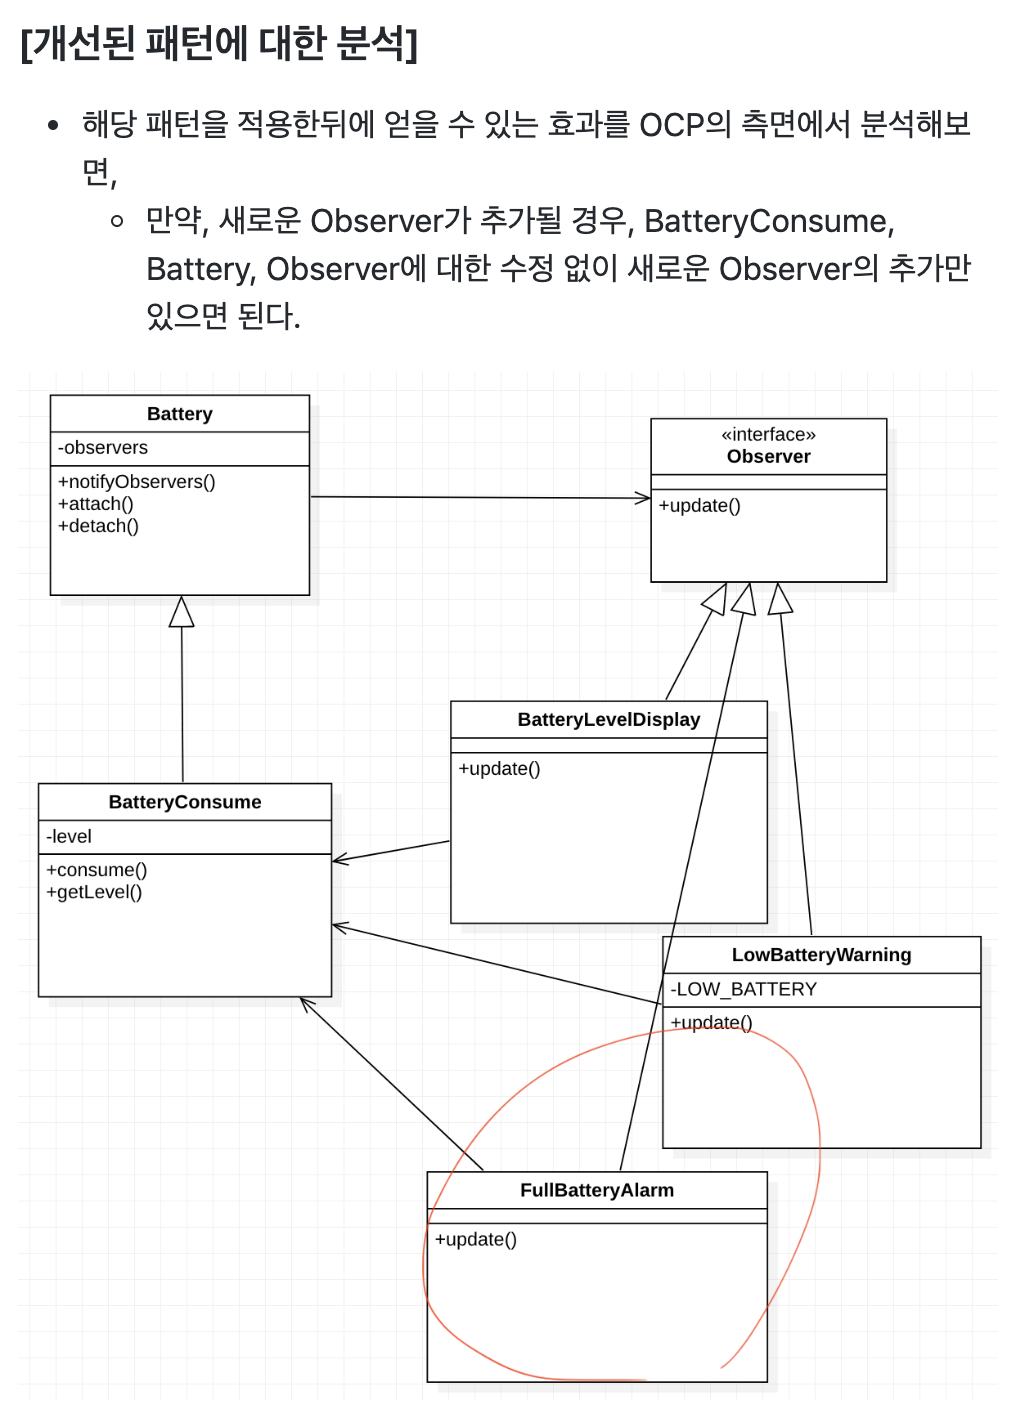 [개선된 패턴에 대한 분석]
• 해당 패턴을 적용한뒤에 얻을 수 있는 효과를 OCP의 측면에서 분석해보
면,
◦ 만약, 새로운 Observer가 추가될 경우, BatteryConsume,
Battery, Observer에 대한 수정 없이 새로운 Observer의 추가만
있으면 된다.
Battery
-observers
+notifyObservers()
+attach()
+detach()
«interface»
Observer
+update()
BatteryLevelDisplay
+update()
BatteryConsume
-level
+consume()
+getLevel()
LowBatteryWarning
-LOW_BATTERY
+update()
FullBatteryAlarm
+update()